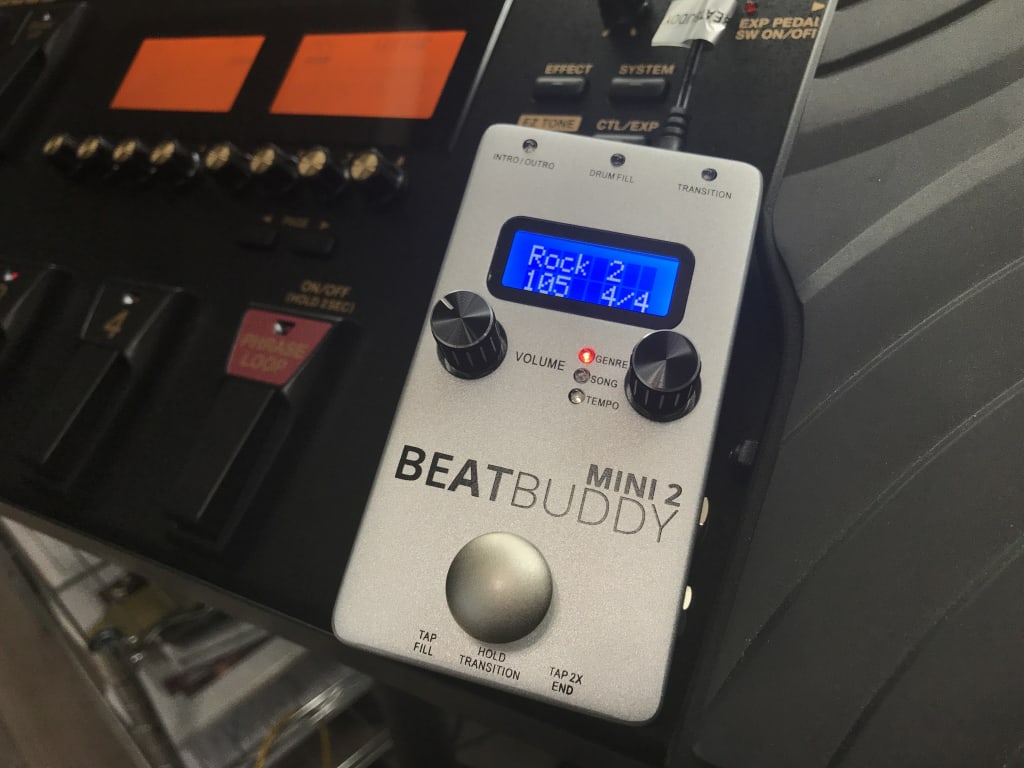 EXP PEDAL
SW ON/OFF
EFFECT
SYSTEM
EZ TONE
CTL/EXP
PAGE
ON/OFF
(HOLD 2 SEC)
4
PHRASE
LOOP
INTRO/OUTRO
DRUM FILL
TRANSITION
Rock 2
105 4/4
VOLUME
GENRE
SONG
TEMPO
BEATBUDDY
MINI 2
TAP
FILL
HOLD
TRANSITION
TAP 2X
END